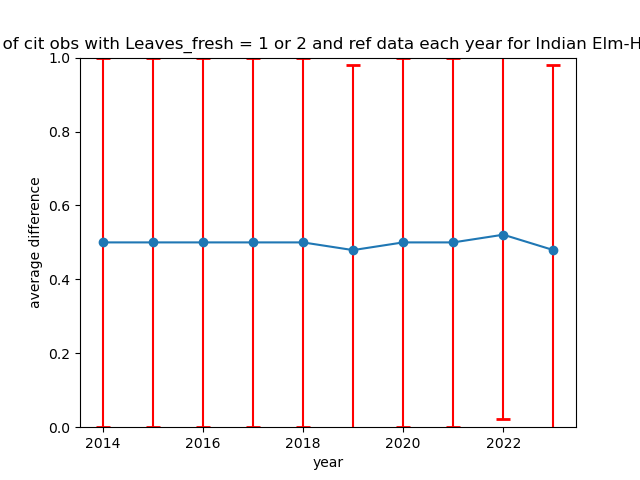 of cit obs with Leaves_fresh = 1 or 2 and ref data each year for Indian Elm-H
1.0
0.8
0.6
0.4
0.2
0.0
average difference
2014 2016 2018 2020 2022
year